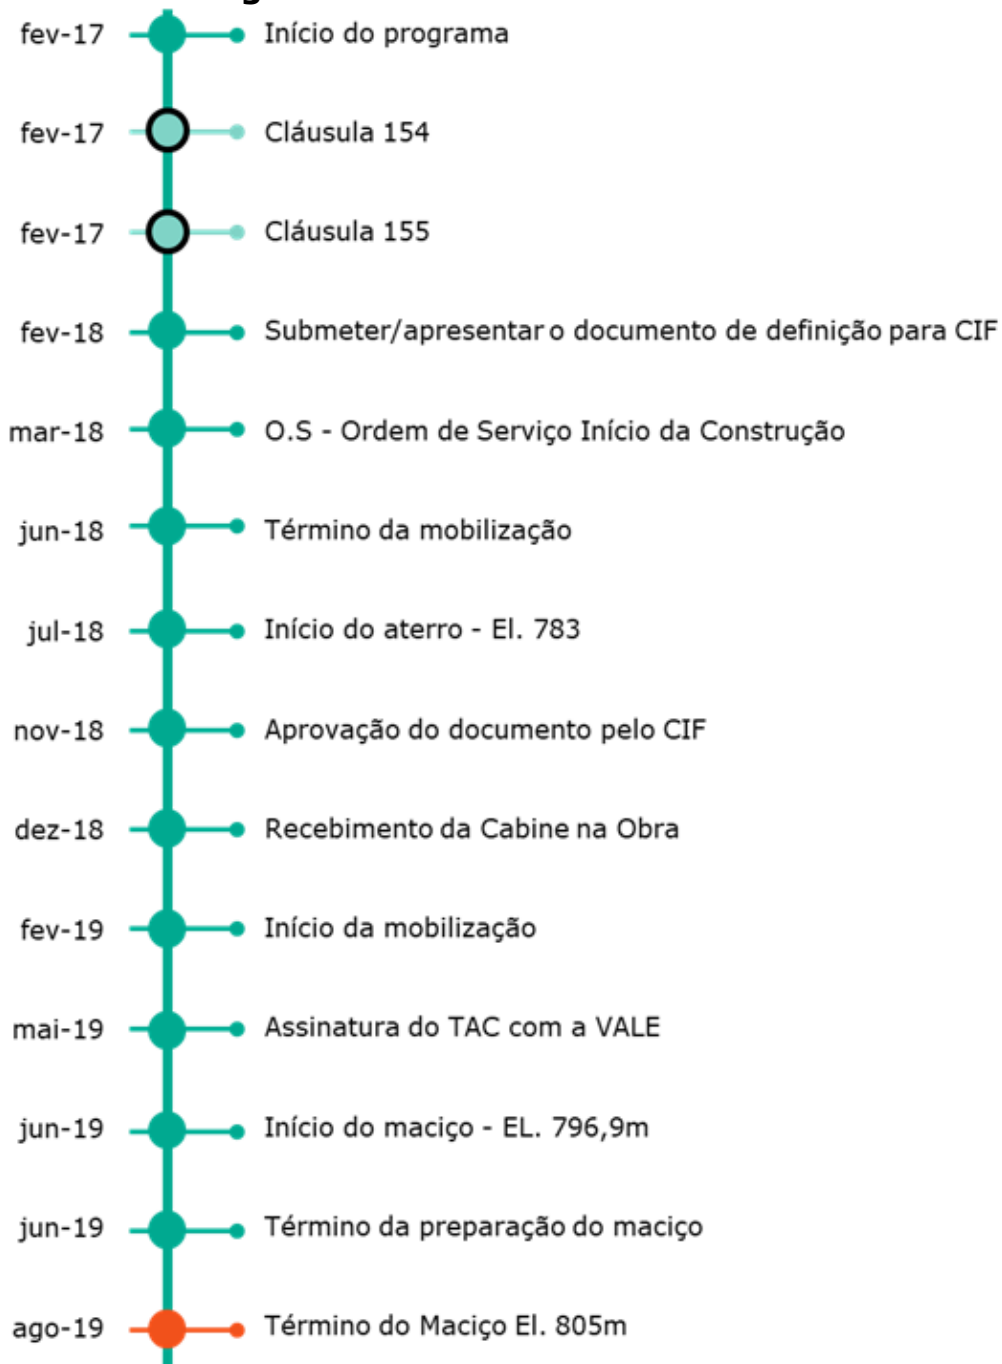 fev-17 Início do programa
fev-17 Cláusula 154
fev-17 Cláusula 155
fev-18 Submeter/apresentar o documento de definição para CIF
mar-18 O.S - Ordem de Serviço Início da Construção
jun-18 Término da mobilização
jul-18 Início do aterro - El. 783
nov-18 Aprovação do documento pelo CIF
dez-18 Recebimento da Cabine na Obra
fev-19 Início da mobilização
mai-19 Assinatura do TAC com a VALE
jun-19 Início do maciço - EL. 796,9m
jun-19 Término da preparação do maciço
ago-19 Término do Maciço El. 805m